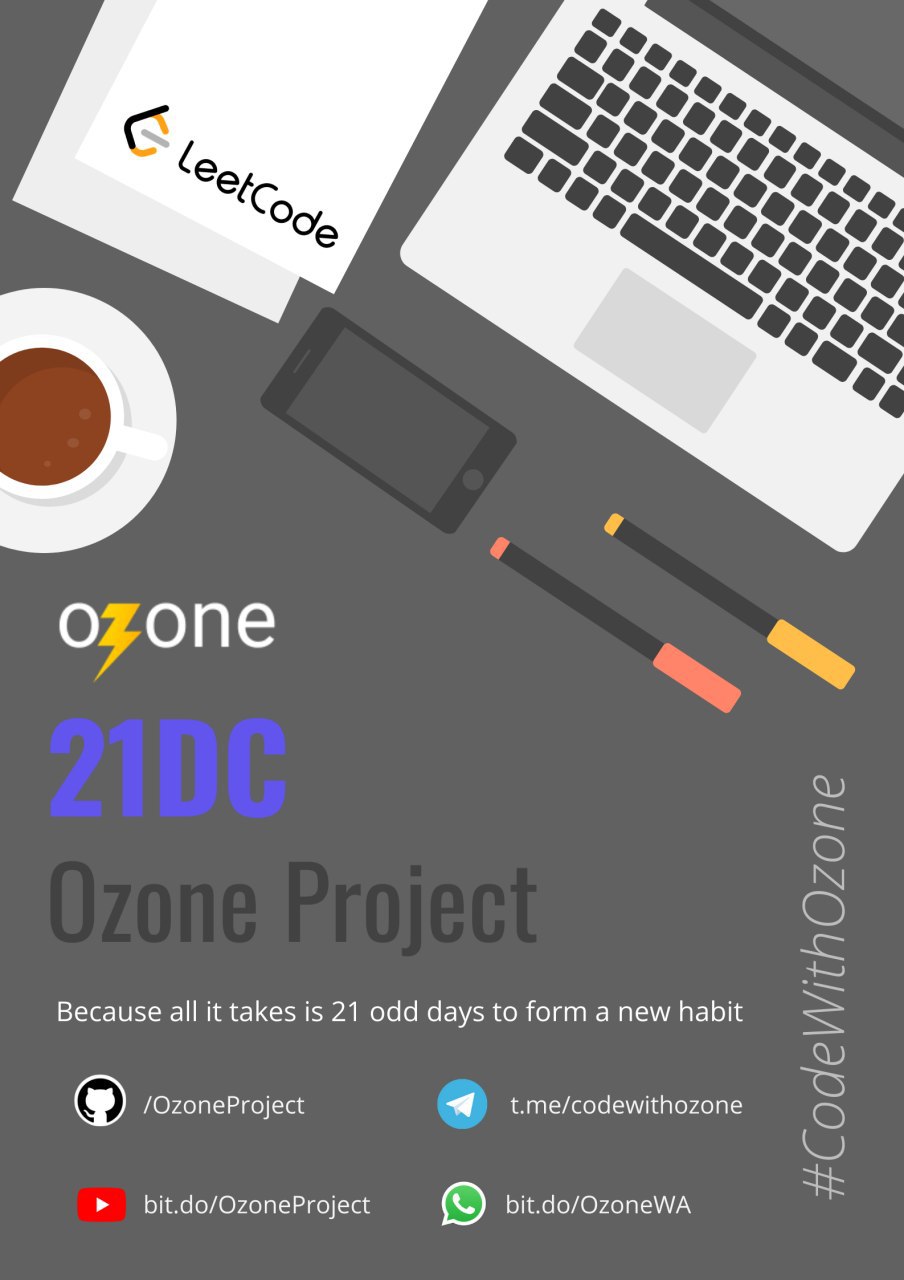 LeetCode
ozone
21DC
Ozone Project
Because all it takes is 21 odd days to form a new habit
/OzoneProject
t.me/codewithozone
bit.do/OzoneProject
bit.do/OzoneWA
#CodeWithOzone